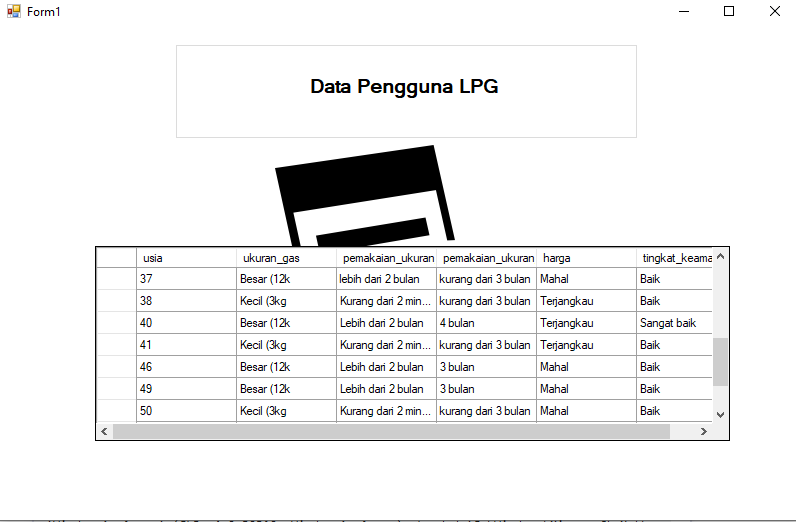 Form1
Data Pengguna LPG
usia ukuran_gas pemakaian_ukuran pemakaian_ukuran harga tingkat_keama
37 Besar (12k lebih dari 2 bulan kurang dari 3 bulan Mahal Baik
38 Kecil (3kg Kurang dari 2 min... kurang dari 3 bulan Terjangkau Baik
40 Besar (12k Lebih dari 2 bulan 4 bulan Terjangkau Sangat baik
41 Kecil (3kg Kurang dari 2 min... kurang dari 3 bulan Terjangkau Baik
46 Besar (12k Lebih dari 2 bulan 3 bulan Mahal Baik
49 Besar (12k Lebih dari 2 bulan 3 bulan Mahal Baik
50 Kecil (3kg Kurang dari 2 min... kurang dari 3 bulan Mahal Baik